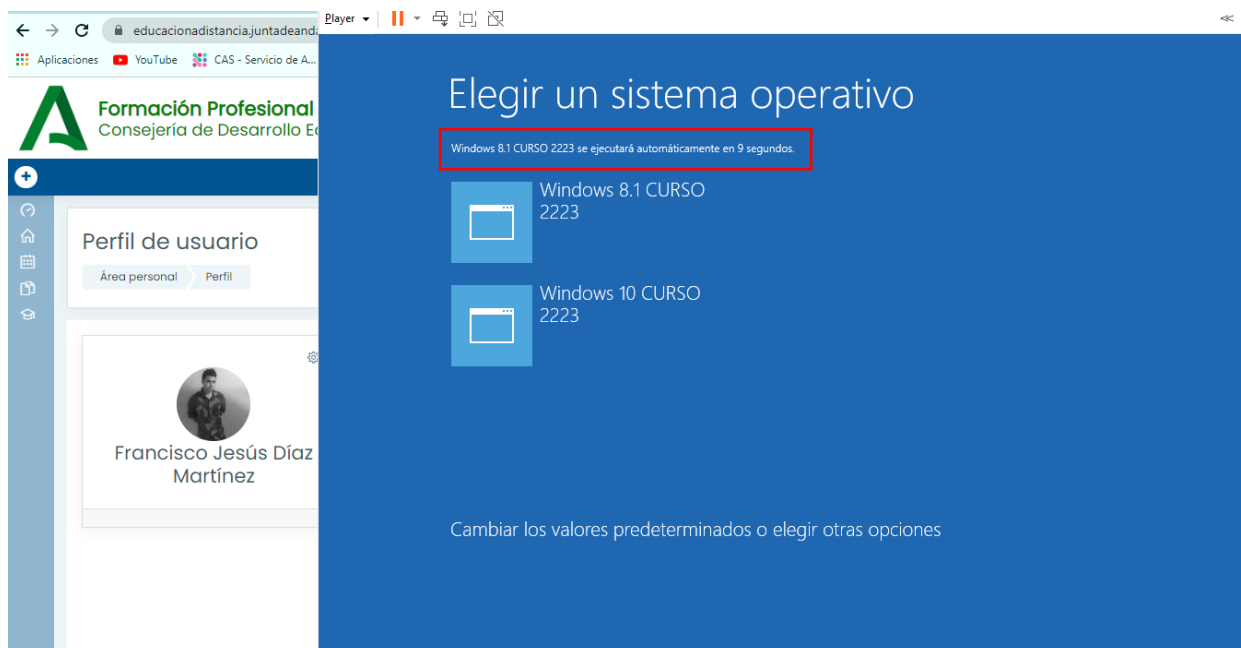 educacionadistancia.juntadeanda
Aplicaciones YouTube CAS - Servicio de A...
Formación Profesional
Consejería de Desarrollo Ec
Perfil de usuario
Área personal Perfil
Francisco Jesús Díaz
Martínez
Player
Elegir un sistema operativo
Windows 8.1 CURSO 2223 se ejecutará automáticamente en 9 segundos.
Windows 8.1 CURSO
2223
Windows 10 CURSO
2223
Cambiar los valores predeterminados o elegir otras opciones